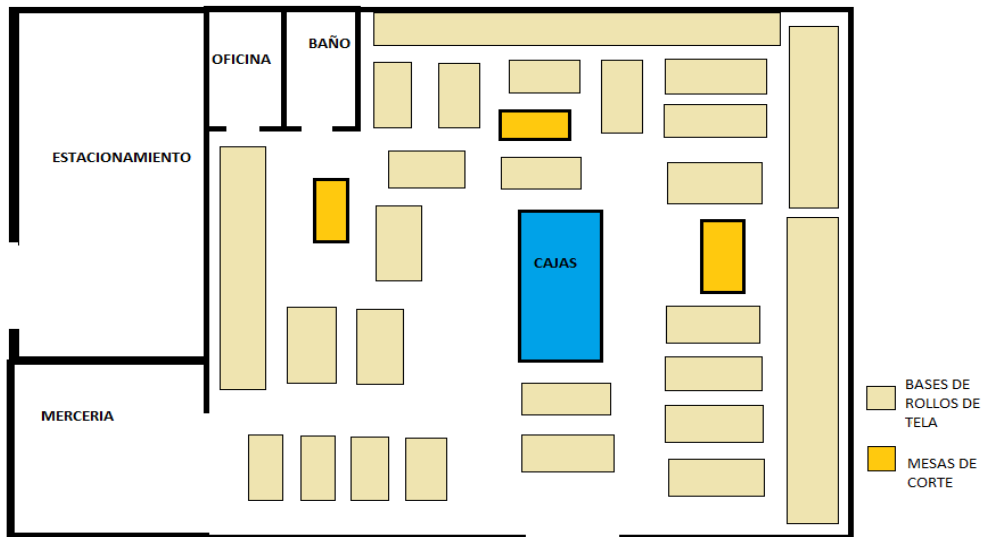 OFICINA
BAÑO
ESTACIONAMIENTO
CAJAS
MERCERIA
BASES DE
ROLLOS DE
TELA
MESAS DE
CORTE